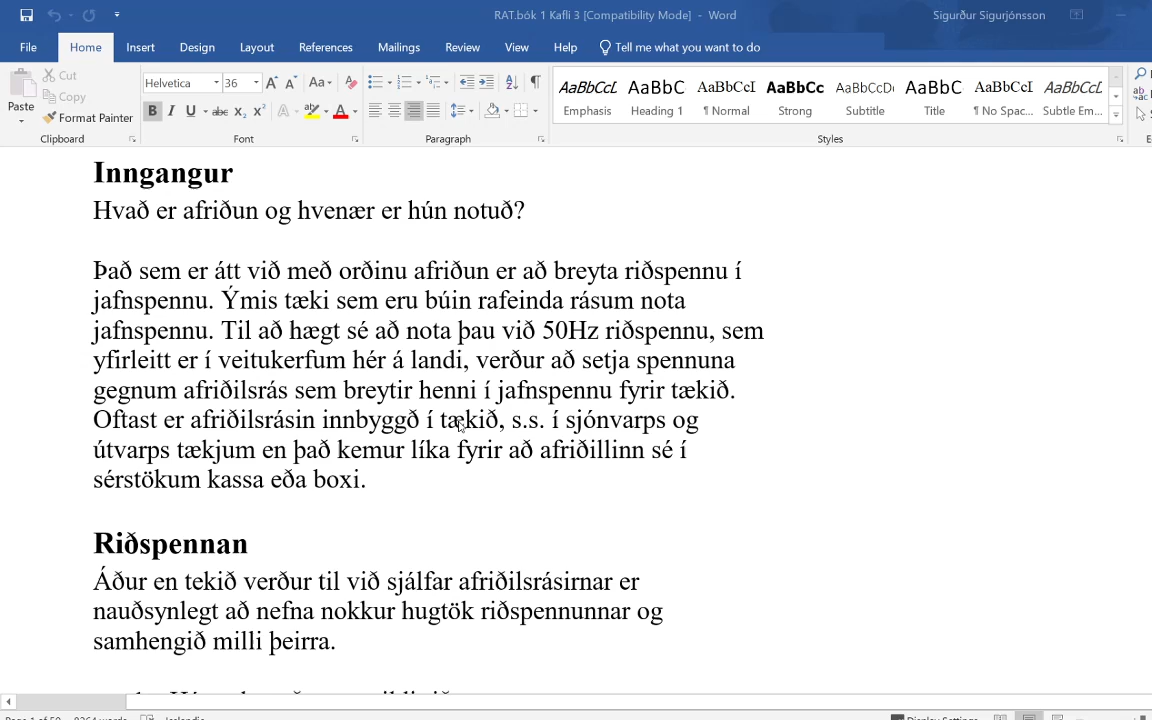 RAT.bók 1 Kafli 3 [Compatibility Mode] - Word
Sigurður Sigurjónsson
File Home Insert Design Layout References Mailings Review View Help Tell me what you want to do
Paste
Cut
Copy
Format Painter
Helvetica 36
Clipboard Font Paragraph Styles
AaBbCcL AaBbC AaBbCcI AaBbCc AaBbCcDı AaBbC AaBbCcI AaBbCcL
Emphasis Heading 1 ¶ Normal Strong Subtitle Title ¶ No Spac... Subtle Em...
Inngangur
Hvað er afriðun og hvenær er hún notuð?
Það sem er átt við með orðinu afriðun er að breyta riðspennu í
jafnspennu. Ýmis tæki sem eru búin rafeinda rásum nota
jafnspennu. Til að hægt sé að nota þau við 50Hz riðspennu, sem
yfirleitt er í veitukerfum hér á landi, verður að setja spennuna
gegnum afriðilsrás sem breytir henni í jafnspennu fyrir tækið.
Oftast er afriðilsrásin innbyggð í tækið, s.s. í sjónvarps og
útvarps tækjum en það kemur líka fyrir að afriðillinn sé í
sérstökum kassa eða boxi.
Riðspennan
Áður en tekið verður til við sjálfar afriðilsrásirnar er
nauðsynlegt að nefna nokkur hugtök riðspennunnar og
samhengið milli þeirra.